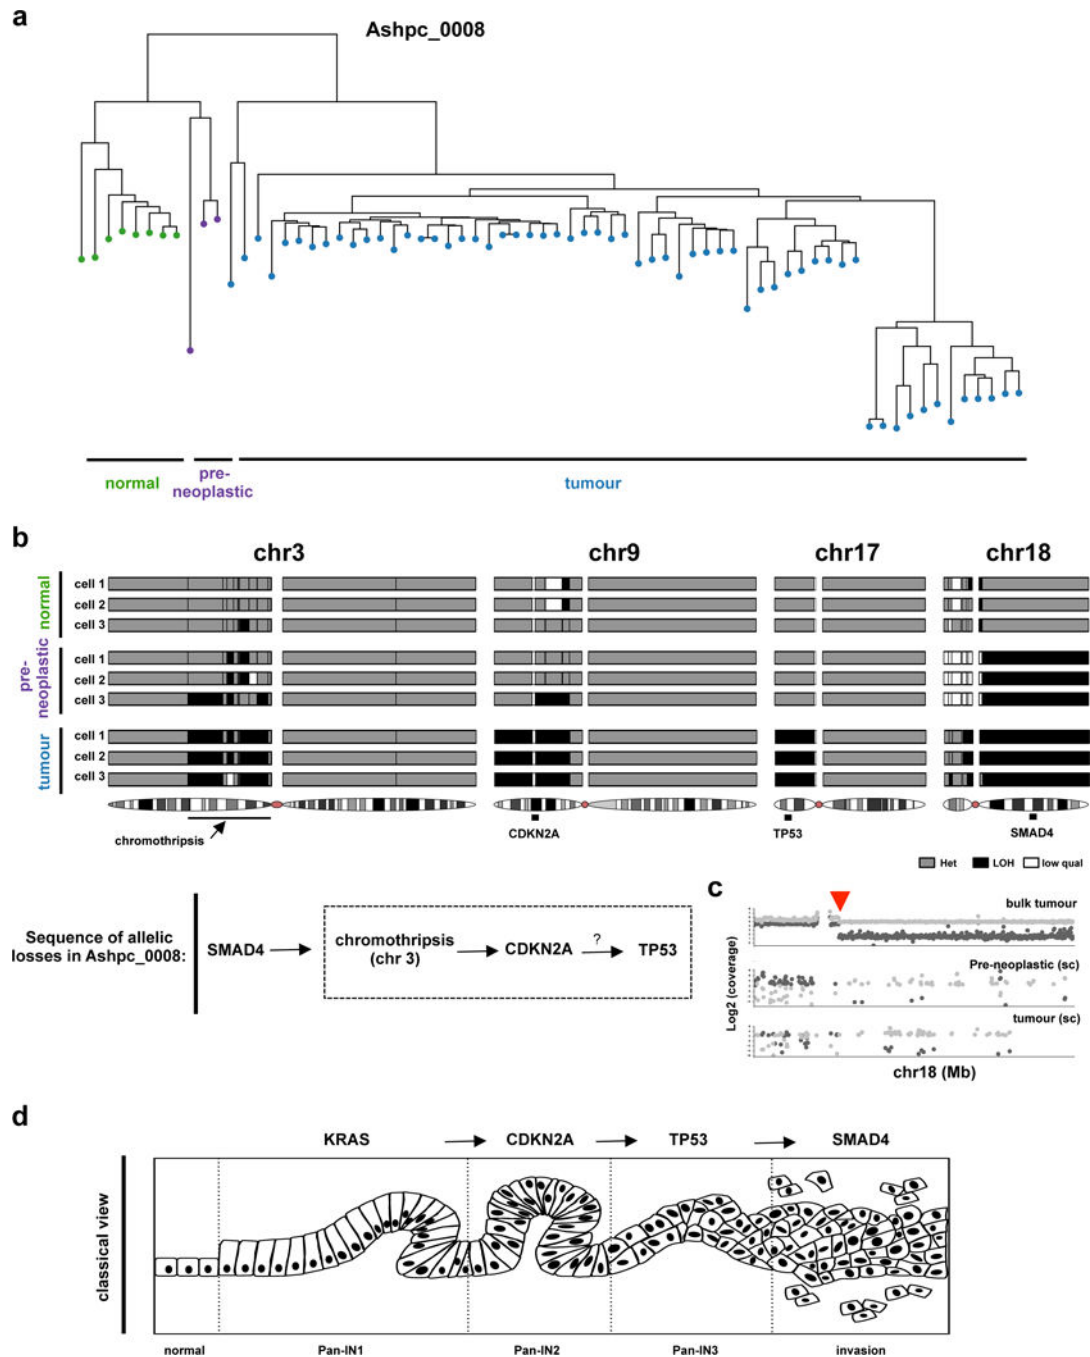 a
Ashpc_0008
normal
pre-
neoplastic
tumour
b
chr3
chr9
chr17
chr18
normal
cell 1
cell 2
cell 3
pre-
neoplastic
cell 1
cell 2
cell 3
tumour
cell 1
cell 2
cell 3
chromothripsis
CDKN2A
TP53
SMAD4
Het
LOH
low qual
Sequence of allelic
losses in Ashpc_0008:
SMAD4
chromothripsis
(chr 3)
CDKN2A
?
TP53
c
bulk tumour
Pre-neoplastic (sc)
tumour (sc)
Log2 (coverage)
chr18 (Mb)
d
KRAS
CDKN2A
TP53
SMAD4
classical view
normal
Pan-IN1
Pan-IN2
Pan-IN3
invasion